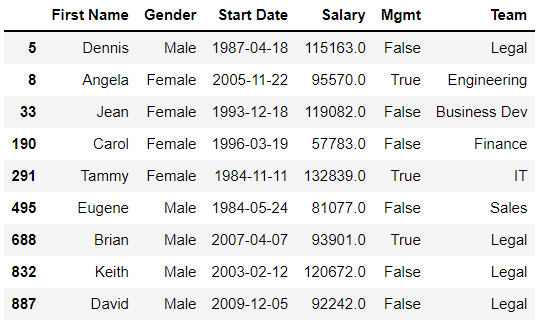 First Name Gender Start Date Salary Mgmt Team
5 Dennis Male 1987-04-18 115163.0 False Legal
8 Angela Female 2005-11-22 95570.0 True Engineering
33 Jean Female 1993-12-18 119082.0 False Business Dev
190 Carol Female 1996-03-19 57783.0 False Finance
291 Tammy Female 1984-11-11 132839.0 True IT
495 Eugene Male 1984-05-24 81077.0 False Sales
688 Brian Male 2007-04-07 93901.0 True Legal
832 Keith Male 2003-02-12 120672.0 False Legal
887 David Male 2009-12-05 92242.0 False Legal